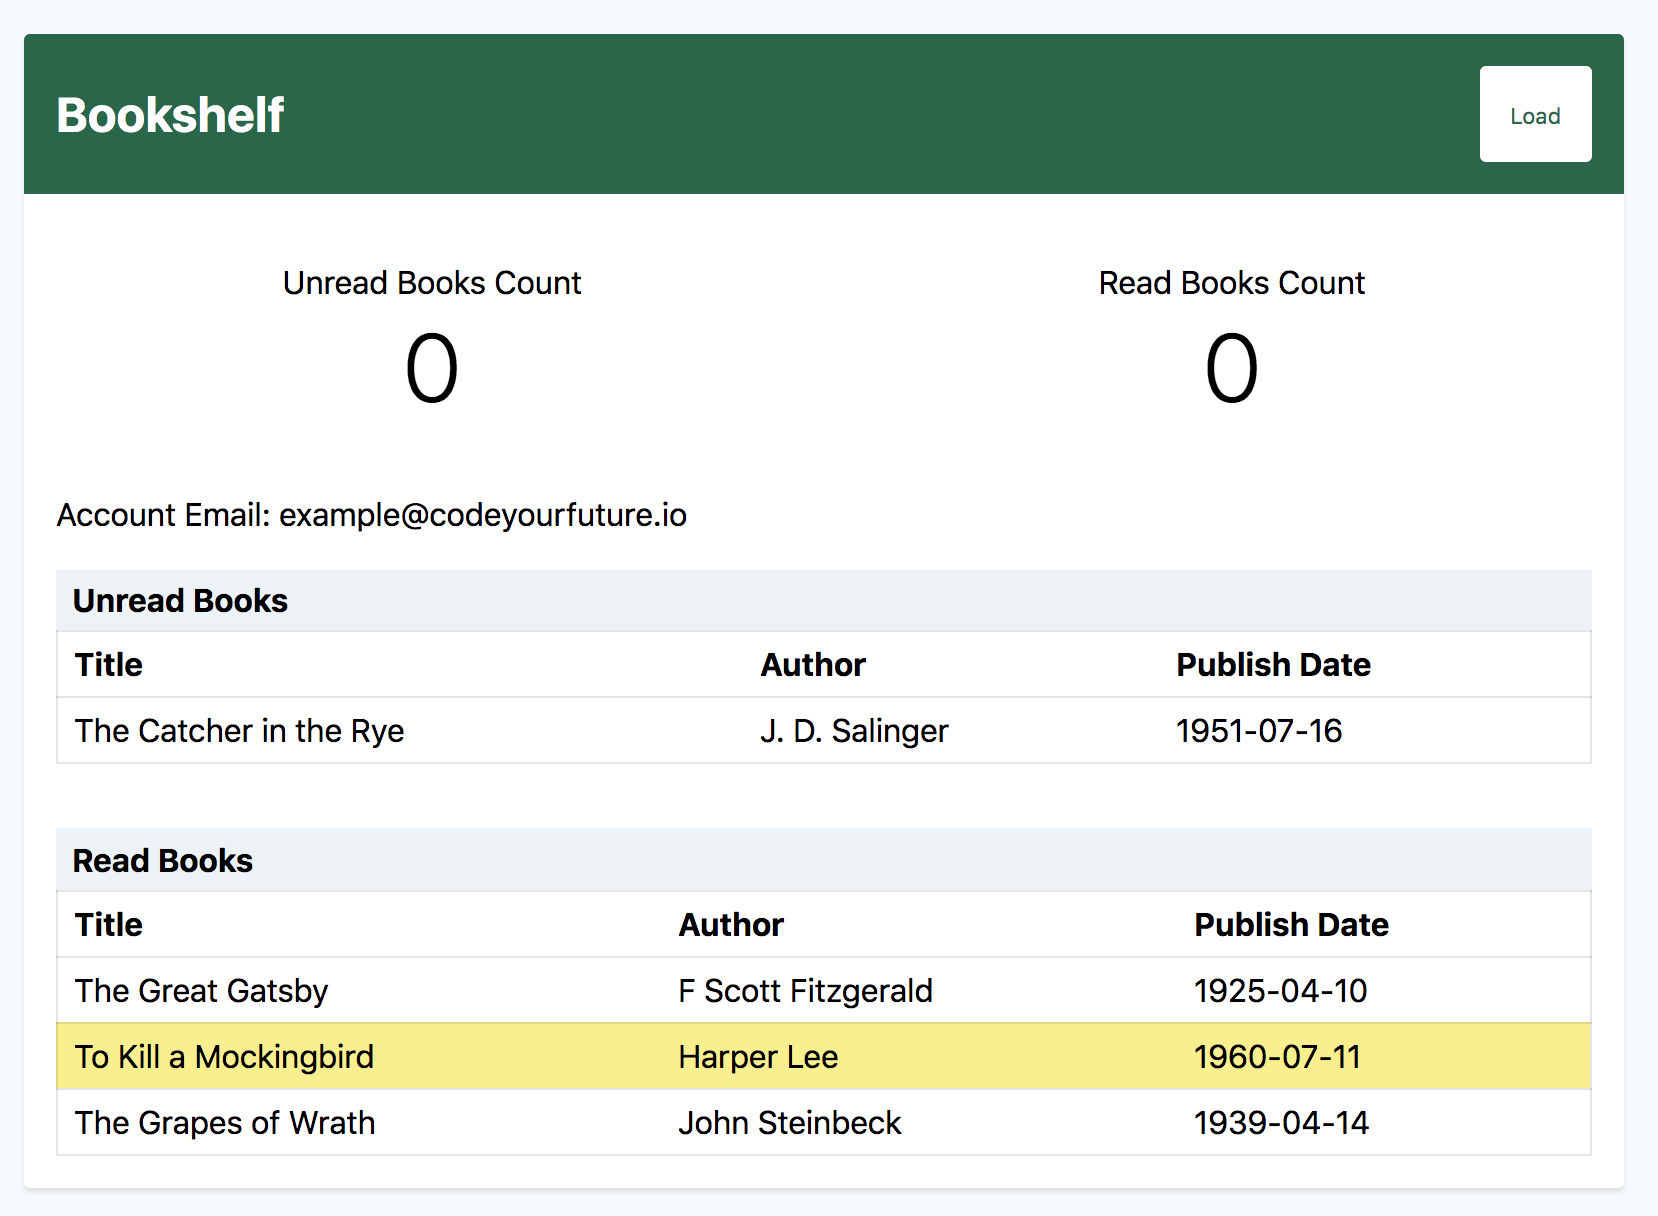 Bookshelf
Load
Unread Books Count
Read Books Count
0
0
Account Email: example@codeyourfuture.io
Unread Books
Title Author Publish Date
The Catcher in the Rye J. D. Salinger 1951-07-16
Read Books
Title Author Publish Date
The Great Gatsby F Scott Fitzgerald 1925-04-10
To Kill a Mockingbird Harper Lee 1960-07-11
The Grapes of Wrath John Steinbeck 1939-04-14